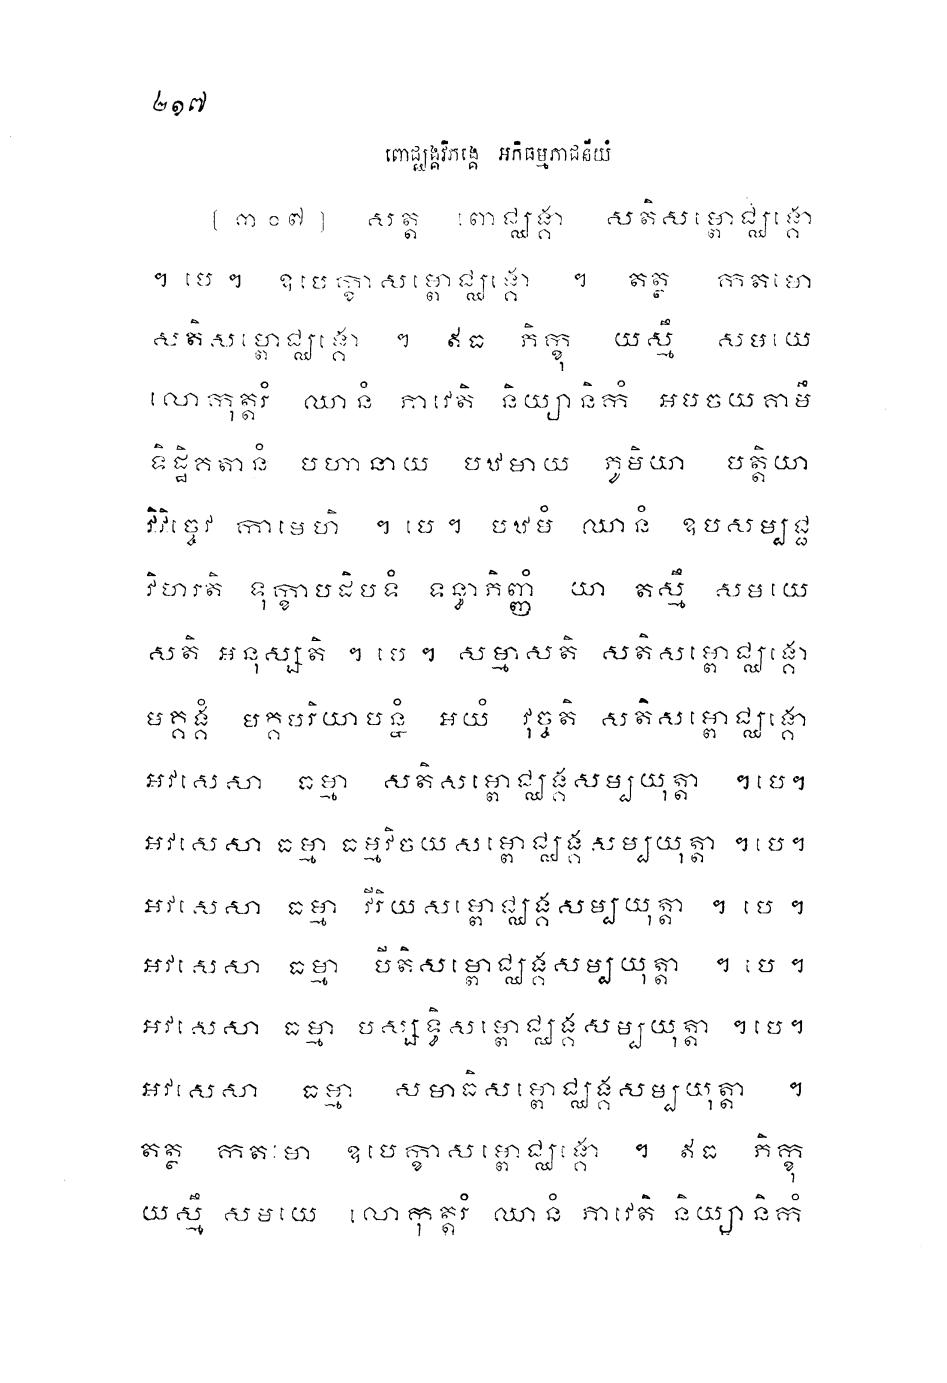 ២១៧
ពោជ្ឈង្គវិភង្គេ អភិធម្មភាជនីយំ
[៣០៧] សត្ត ពោជ្ឈង្គា សតិសម្ពោជ្ឈង្គោ
។ បេ ។ ឧបេក្ខាសម្ពោជ្ឈង្គោ ។ តត្ថ កតមោ
សតិសម្ពោជ្ឈង្គោ ។ ឥធ ភិក្ខុ យស្មឹ សមយេ
លោកុត្តរំ ឈានំ ភាវេតិ និយ្យានិកំ អបចយគាមឹ
ទិដ្ឋិគតានំ បហានាយ បឋមាយ ភូមិយា បត្តិយា
វិវិច្ចេវ កាមេហិ ។ បេ ។ បឋមំ ឈានំ ឧបសម្បជ្ជ
វិហរតិ ទុក្ខាបដិបទំ ទន្ធាភិញ្ញំ យា តស្មឹ សមយេ
សតិ អនុស្សតិ ។ បេ ។ សម្មាសតិ សតិសម្ពោជ្ឈង្គោ
មគ្គង្គំ មគ្គបរិយាបន្នំ អយំ វុច្ចតិ សតិសម្ពោជ្ឈង្គោ
អវសេសា ធម្មា សតិសម្ពោជ្ឈង្គសម្បយុត្តា ។បេ។
អវសេសា ធម្មា ធម្មវិចយសម្ពោជ្ឈង្គសម្បយុត្តា ។បេ។
អវសេសា ធម្មា វីរិយសម្ពោជ្ឈង្គសម្បយុត្តា ។ បេ ។
អវសេសា ធម្មា បីតិសម្ពោជ្ឈង្គសម្បយុត្តា ។ បេ ។
អវសេសា ធម្មា បស្សទ្ធិសម្ពោជ្ឈង្គសម្បយុត្តា ។បេ។
អវសេសា ធម្មា សមាធិសម្ពោជ្ឈង្គសម្បយុត្តា ។
តត្ថ កតមោ ឧបេក្ខាសម្ពោជ្ឈង្គោ ។ ឥធ ភិក្ខុ
យស្មឹ សមយេ លោកុត្តរំ ឈានំ ភាវេតិ និយ្យានិកំ